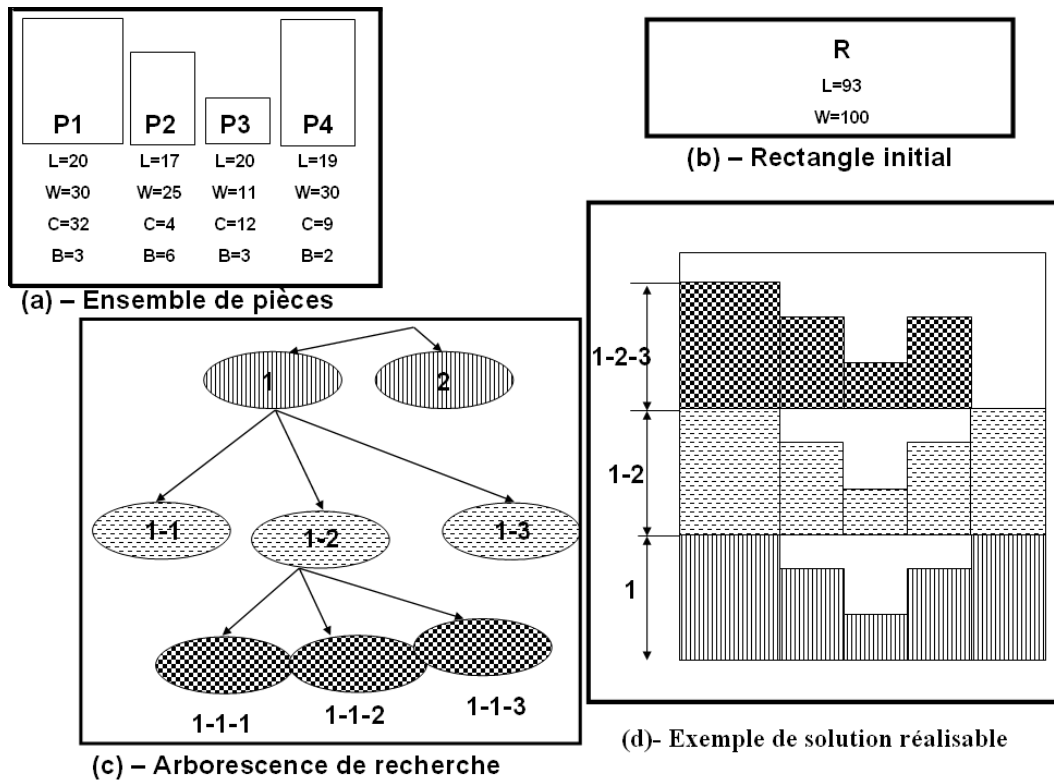 P1 P2 P3 P4
L=20 L=17 L=20 L=19
W=30 W=25 W=11 W=30
C=32 C=4 C=12 C=9
B=3 B=6 B=3 B=2
(a) – Ensemble de pièces
R
L=93
W=100
(b) – Rectangle initial
1 2
1-1 1-2 1-3
1-1-1 1-1-2 1-1-3
(c) – Arborescence de recherche
1-2-3
1-2
1
(d)- Exemple de solution réalisable